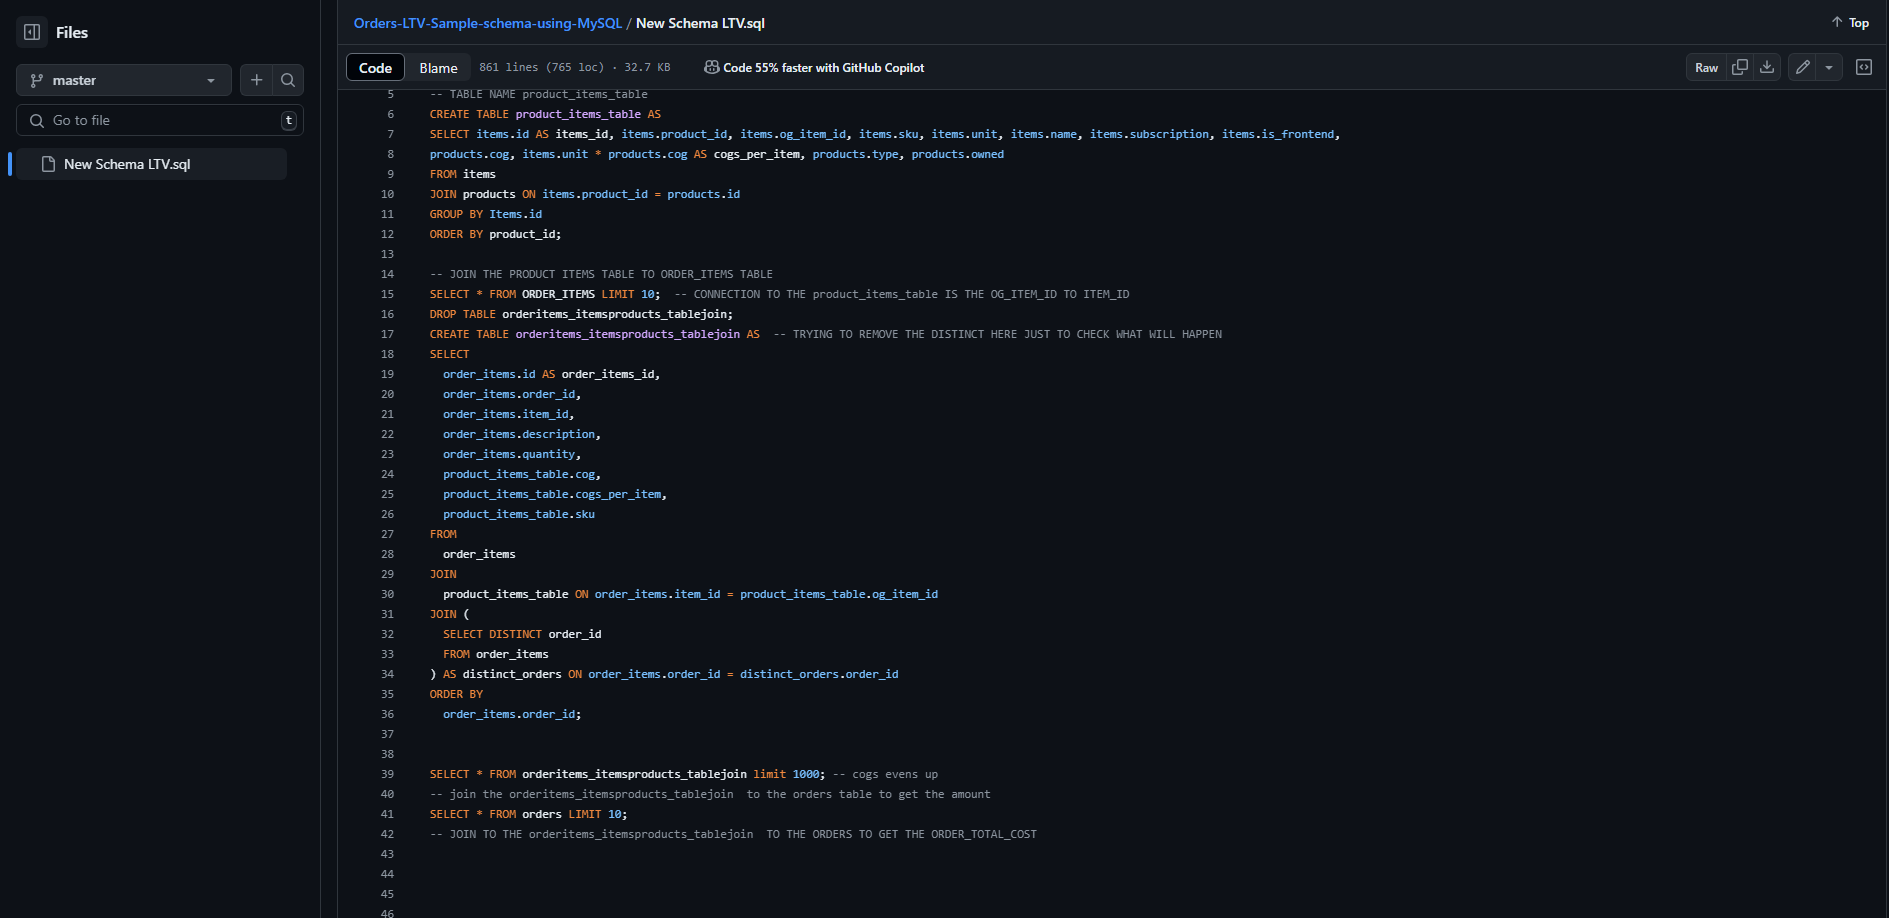 Files
master
Go to file
t
New Schema LTV.sql
Orders-LTV-Sample-schema-using-MySQL / New Schema LTV.sql
Top
Code Blame 861 lines (765 loc) · 32.7 KB Code 55% faster with GitHub Copilot
Raw
5 -- TABLE NAME product_items_table
6 CREATE TABLE product_items_table AS
7 SELECT items.id AS items_id, items.product_id, items.og_item_id, items.sku, items.unit, items.name, items.subscription, items.is_frontend,
8 products.cog, items.unit * products.cog AS cogs_per_item, products.type, products.owned
9 FROM items
10 JOIN products ON items.product_id = products.id
11 GROUP BY Items.id
12 ORDER BY product_id;
13
14 -- JOIN THE PRODUCT ITEMS TABLE TO ORDER_ITEMS TABLE
15 SELECT * FROM ORDER_ITEMS LIMIT 10;  -- CONNECTION TO THE product_items_table IS THE OG_ITEM_ID TO ITEM_ID
16 DROP TABLE orderitems_itemsproducts_tablejoin;
17 CREATE TABLE orderitems_itemsproducts_tablejoin AS  -- TRYING TO REMOVE THE DISTINCT HERE JUST TO CHECK WHAT WILL HAPPEN
18 SELECT
19   order_items.id AS order_items_id,
20   order_items.order_id,
21   order_items.item_id,
22   order_items.description,
23   order_items.quantity,
24   product_items_table.cog,
25   product_items_table.cogs_per_item,
26   product_items_table.sku
27 FROM
28   order_items
29 JOIN
30   product_items_table ON order_items.item_id = product_items_table.og_item_id
31 JOIN (
32   SELECT DISTINCT order_id
33   FROM order_items
34 ) AS distinct_orders ON order_items.order_id = distinct_orders.order_id
35 ORDER BY
36   order_items.order_id;
37
38
39 SELECT * FROM orderitems_itemsproducts_tablejoin limit 1000; -- cogs evens up
40 -- join the orderitems_itemsproducts_tablejoin  to the orders table to get the amount
41 SELECT * FROM orders LIMIT 10;
42 -- JOIN TO THE orderitems_itemsproducts_tablejoin  TO THE ORDERS TO GET THE ORDER_TOTAL_COST
43
44
45
46